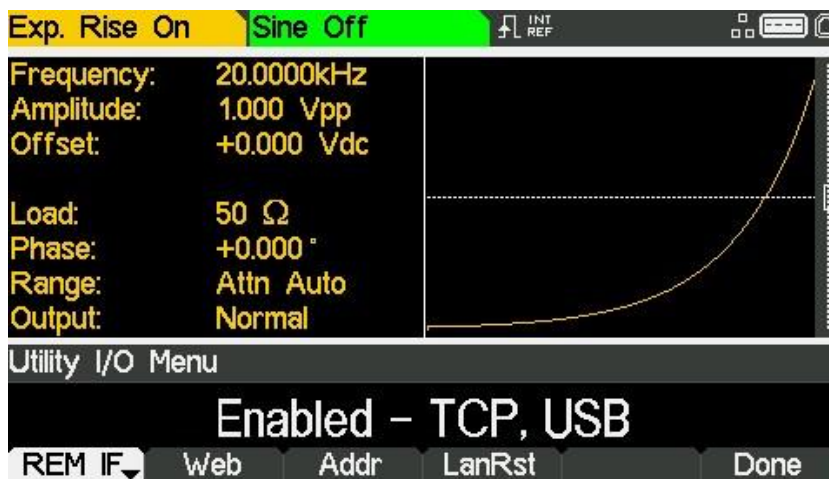 Exp. Rise On Sine Off INT REF
Frequency: 20.0000kHz
Amplitude: 1.000 Vpp
Offset: +0.000 Vdc
Load: 50 Ω
Phase: +0.000 °
Range: Attn Auto
Output: Normal
Utility I/O Menu
Enabled – TCP, USB
REM IF Web Addr LanRst Done